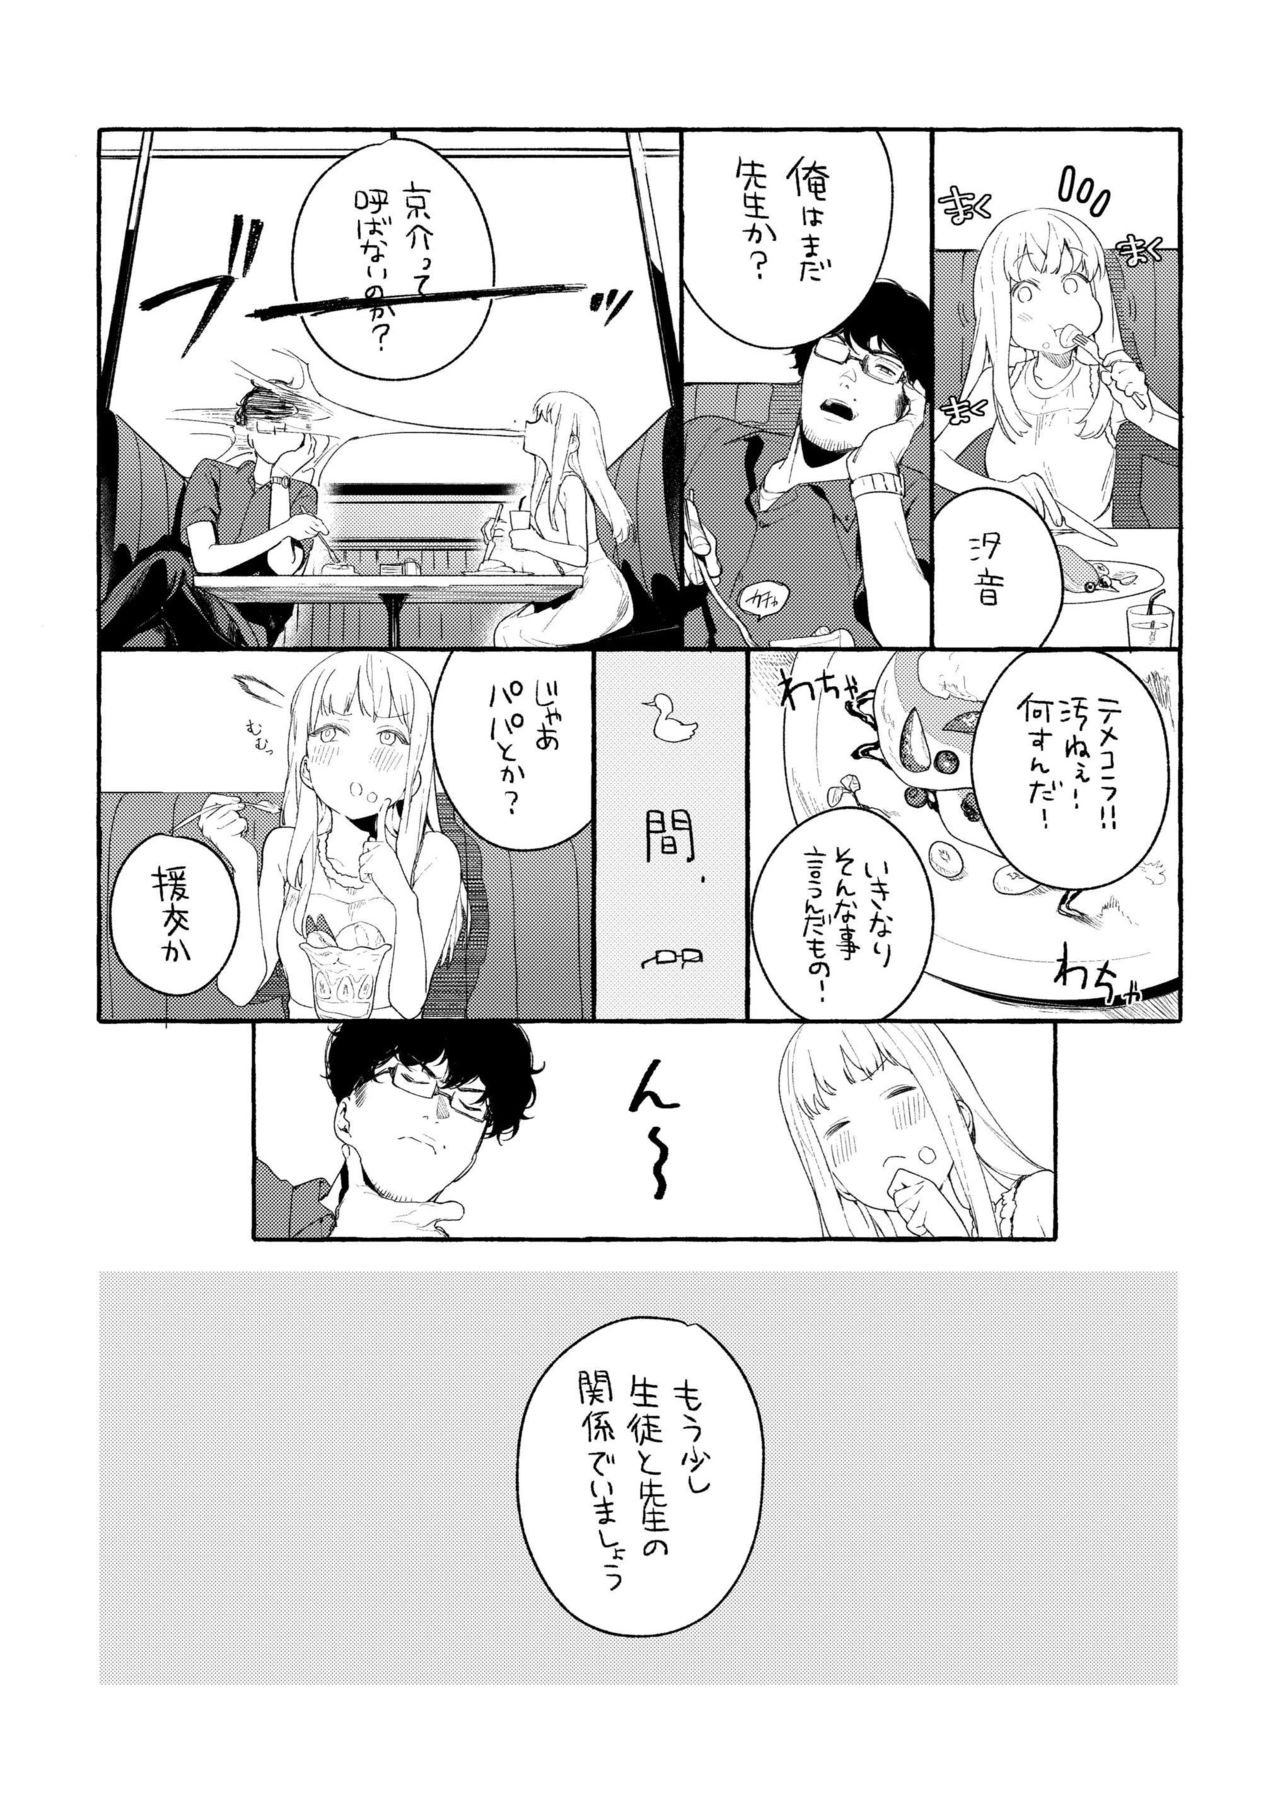 まく
まく
まく
汐音
俺はまだ
先生か?
カチャ
京介って
呼ばないのか?
ブッ
テメコラ!!
汚ねぇ!
何すんだ!
わちゃ
いきなり
そんな事
言うんだもの!
わちゃ
間.
じゃあ
パパとか?
むむっ
援交か
ん〜
もう少し
生徒と先生の
関係でいましょう